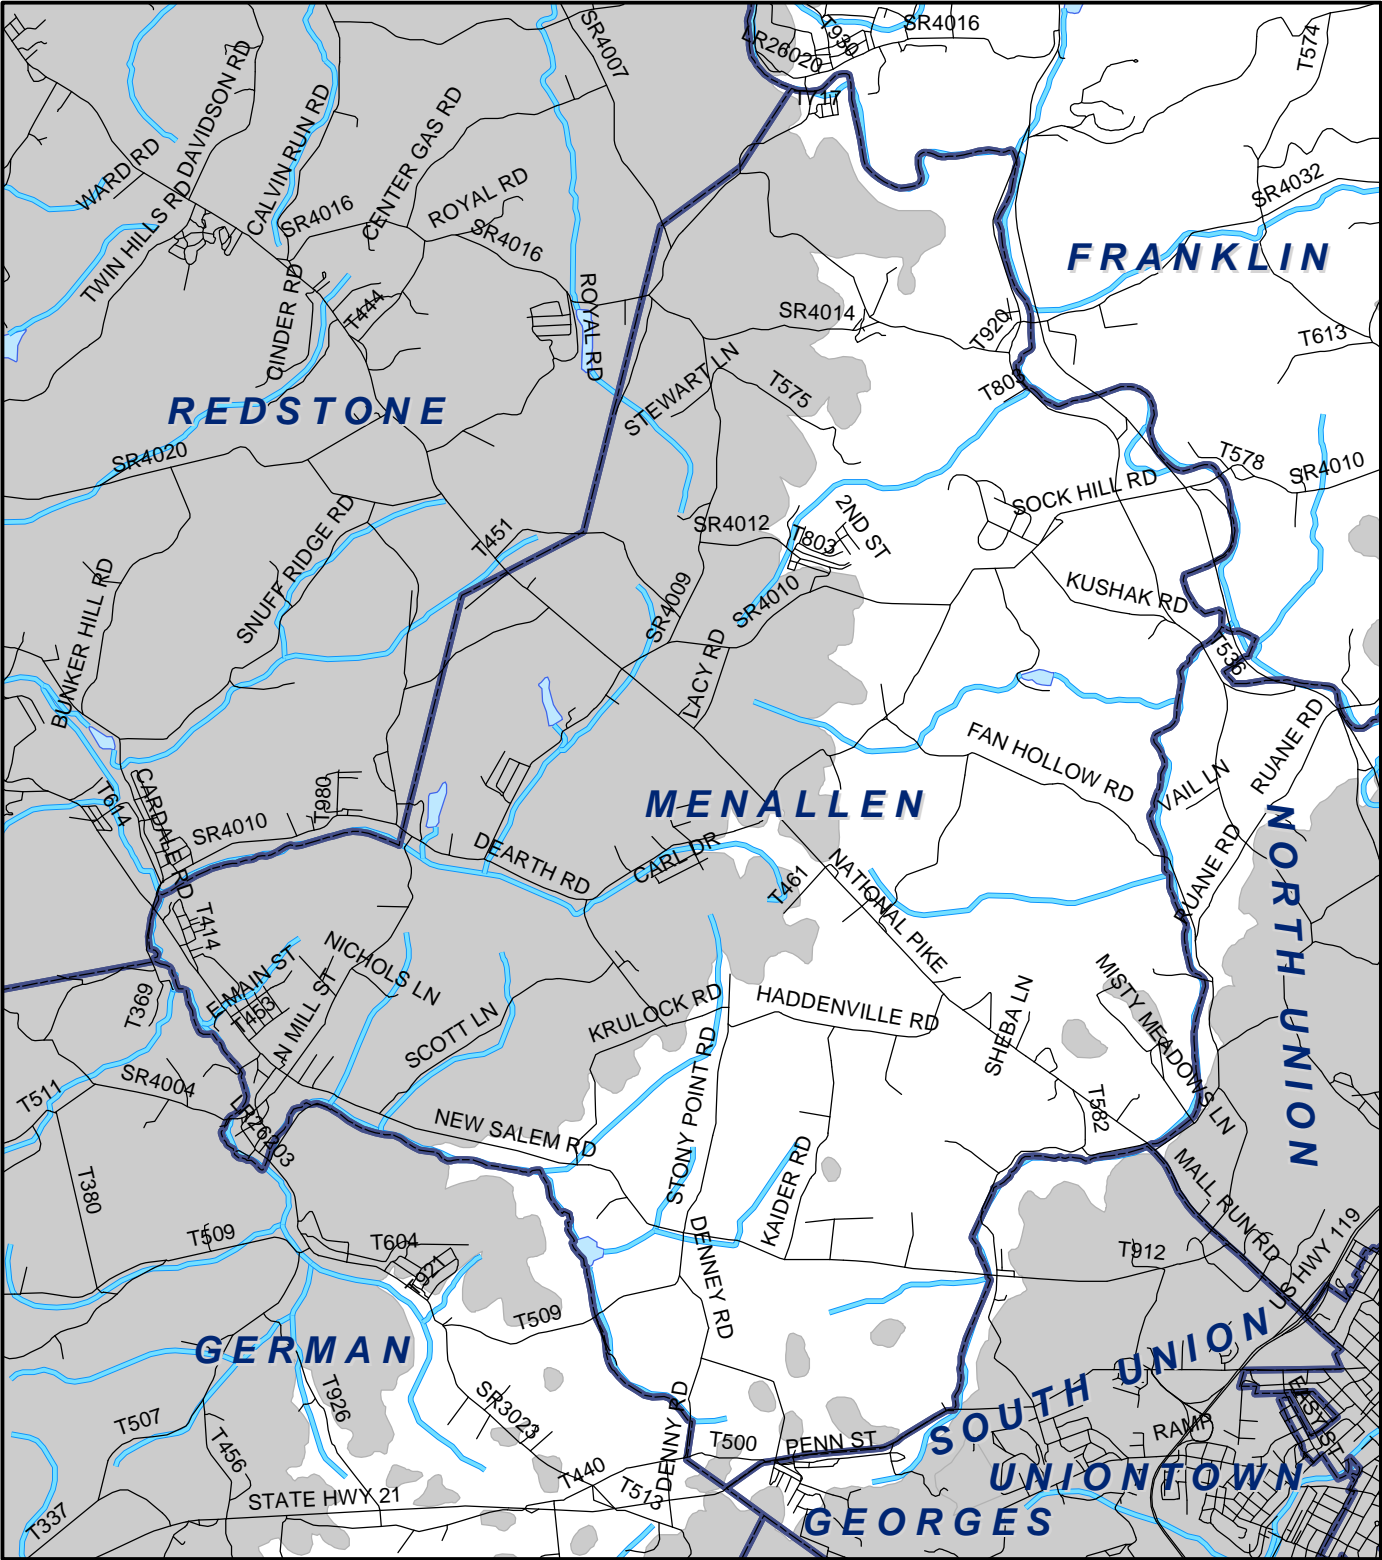 SR4007
LR26020
T930
SR4016
T574
T717
DAVIDSON RD
CALVIN RUN RD
CENTER GAS RD
WARD RD
TWIN HILLS RD
SR4016
ROYAL RD
SR4016
SR4032
FRANKLIN
OINDER RD
T444
ROYAL RD
SR4014
T920
T613
STEWART LN
T575
T803
REDSTONE
SR4020
T578
SR4010
SOCK HILL RD
SNUFF RIDGE RD
T451
SR4012
2ND ST
T803
BUNKER HILL RD
SR4009
SR4010
KUSHAK RD
LACY RD
T536
FAN HOLLOW RD
VAIL LN
RUANE RD
T614
CARDALE RD
T980
SR4010
MENALLEN
NORTH UNION
DEARTH RD
CARL DR
T461
NATIONAL PIKE
RUANE RD
T414
E MAIN ST
T453
NICHOLS LN
N MILL ST
T369
SCOTT LN
KRULOCK RD
HADDENVILLE RD
SHEBA LN
MISTY MEADOWS LN
T511
SR4004
LR26203
NEW SALEM RD
STONY POINT RD
T582
T380
KAIDER RD
MALL RUN RD
T509
T604
T921
DENNEY RD
T912
US HWY 119
T509
GERMAN
SOUTH UNION
T926
SR3023
DENNY RD
EASY ST
T507
T456
RAMP
T500
PENN ST
T440
T513
UNIONTOWN
STATE HWY 21
T337
GEORGES